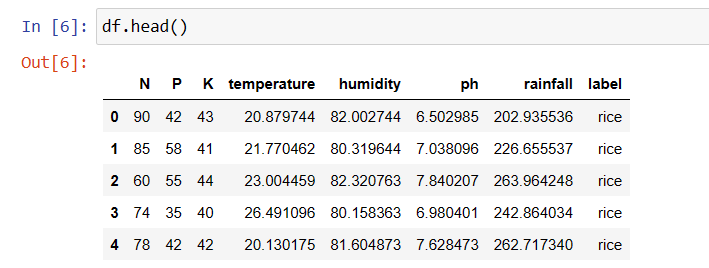 In [6]: df.head()
Out[6]:
N P K temperature humidity ph rainfall label
0 90 42 43 20.879744 82.002744 6.502985 202.935536 rice
1 85 58 41 21.770462 80.319644 7.038096 226.655537 rice
2 60 55 44 23.004459 82.320763 7.840207 263.964248 rice
3 74 35 40 26.491096 80.158363 6.980401 242.864034 rice
4 78 42 42 20.130175 81.604873 7.628473 262.717340 rice